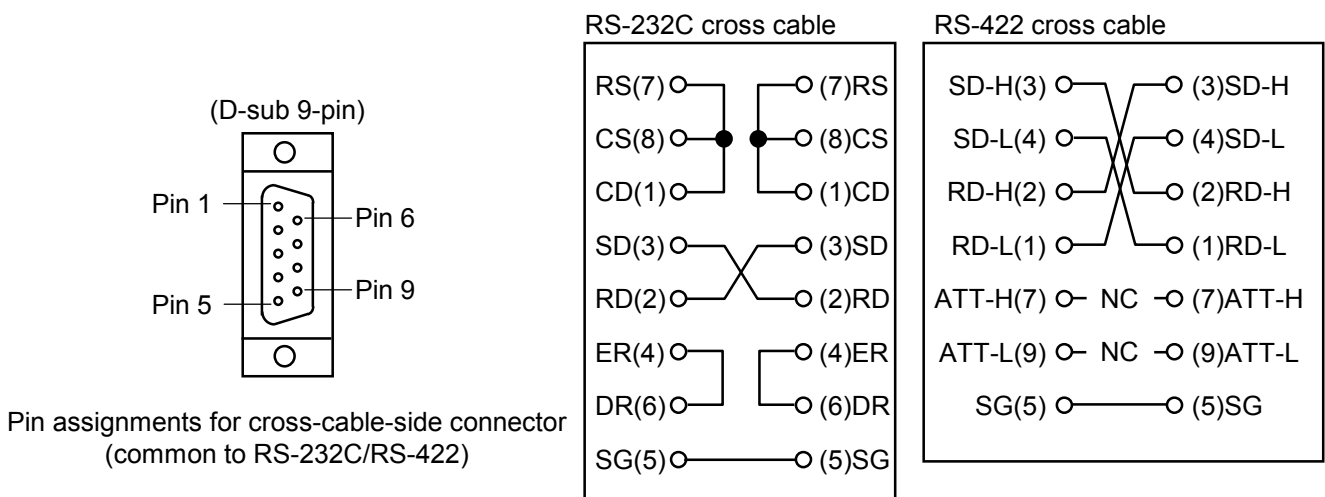 (D-sub 9-pin)
Pin 1
Pin 6
Pin 5
Pin 9
Pin assignments for cross-cable-side connector
(common to RS-232C/RS-422)
RS-232C cross cable
RS(7) (7)RS
CS(8) (8)CS
CD(1) (1)CD
SD(3) (3)SD
RD(2) (2)RD
ER(4) (4)ER
DR(6) (6)DR
SG(5) (5)SG
RS-422 cross cable
SD-H(3) (3)SD-H
SD-L(4) (4)SD-L
RD-H(2) (2)RD-H
RD-L(1) (1)RD-L
ATT-H(7) NC (7)ATT-H
ATT-L(9) NC (9)ATT-L
SG(5) (5)SG